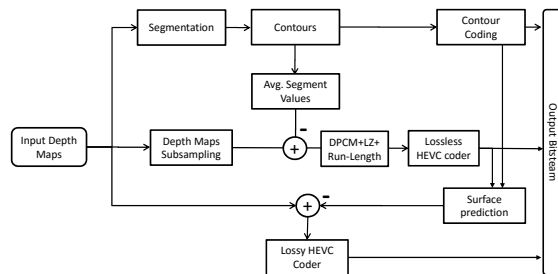 Segmentation
Contours
Contour
Coding
Avg. Segment
Values
Input Depth
Maps
Depth Maps
Subsampling
DPCM+LZ+
Run-Length
Lossless
HEVC coder
Surface
prediction
Lossy HEVC
Coder
Output Bitsteam